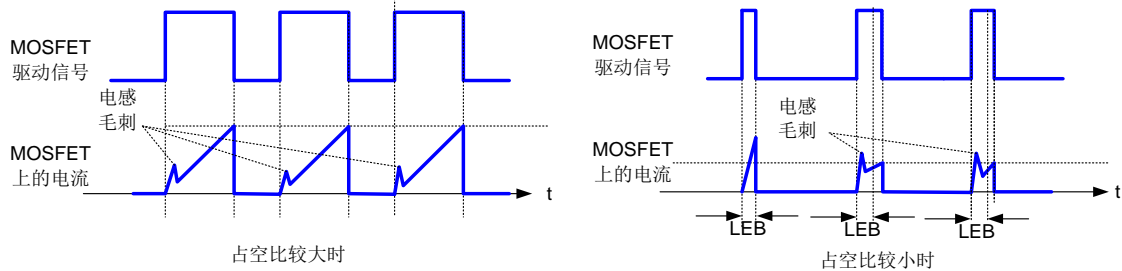 MOSFET
驱动信号
电感
毛刺
MOSFET
上的电流
t
占空比较大时
MOSFET
驱动信号
电感
毛刺
MOSFET
上的电流
t
LEB
LEB
LEB
占空比较小时